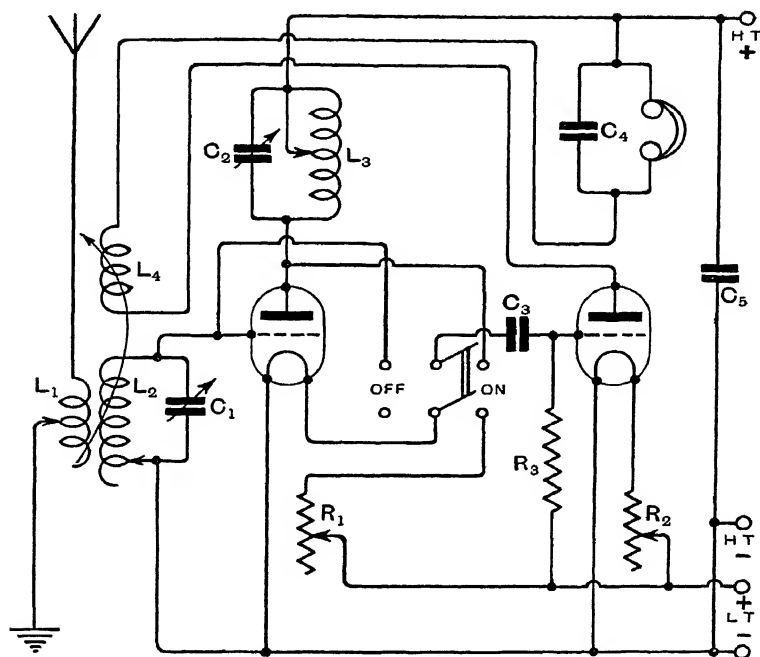 H T
+
C₄
C₂
L₃
L₄
C₅
C₃
L₁
L₂
C₁
OFF
ON
R₃
R₁
R₂
H T
−
+
L T
−